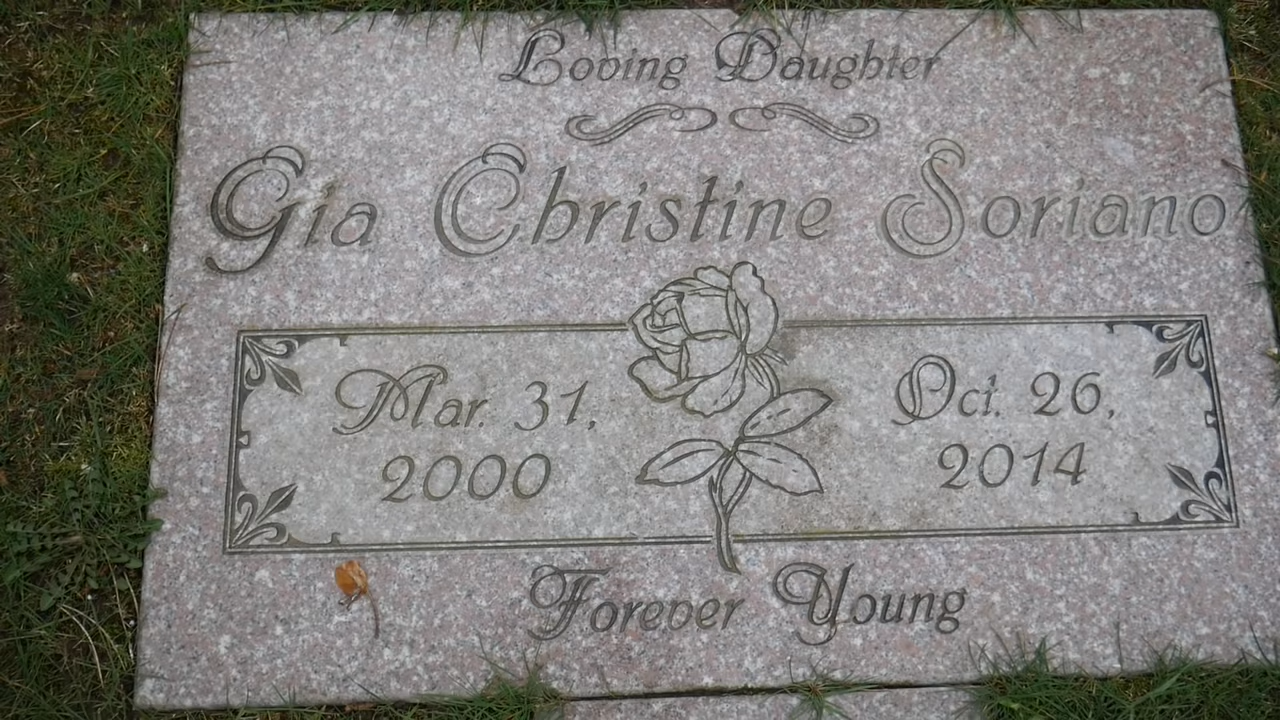 Loving Daughter
Gia Christine Soriano
Mar. 31,
2000
Oct. 26,
2014
Forever Young